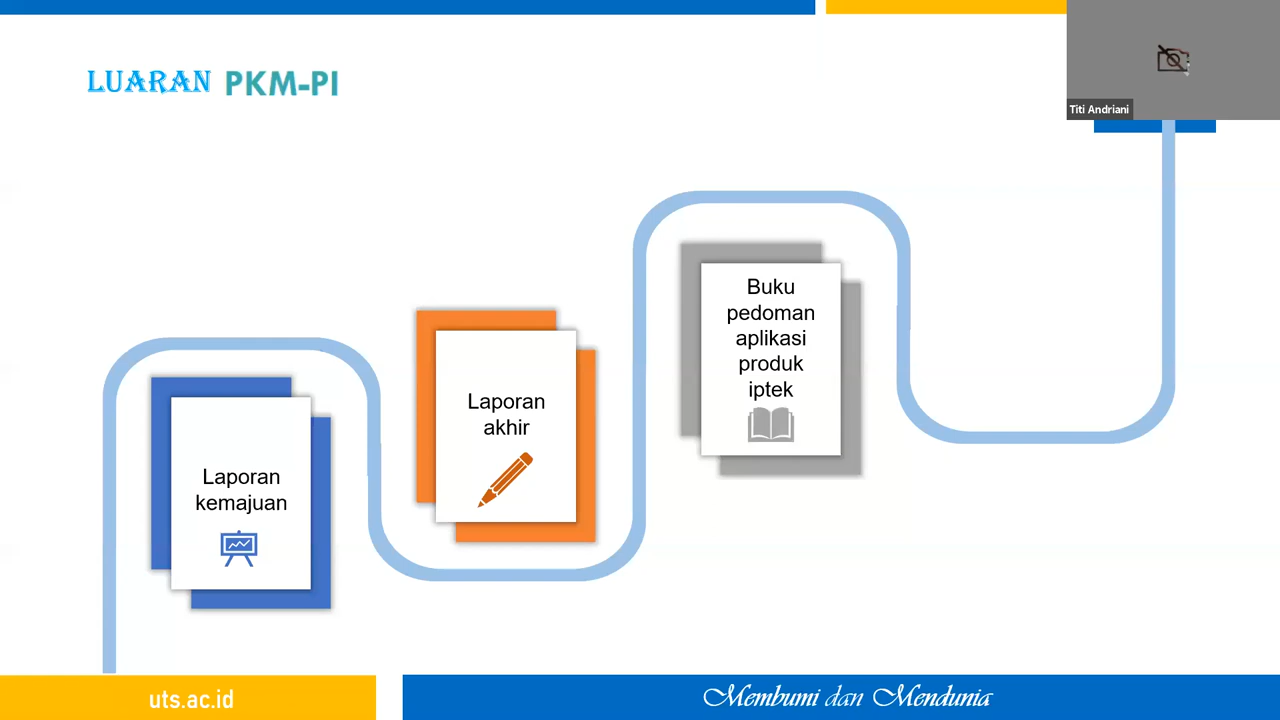 LUARAN PKM-PI
Titi Andriani
Laporan
kemajuan
Laporan
akhir
Buku
pedoman
aplikasi
produk
iptek
uts.ac.id
Membumi dan Mendunia